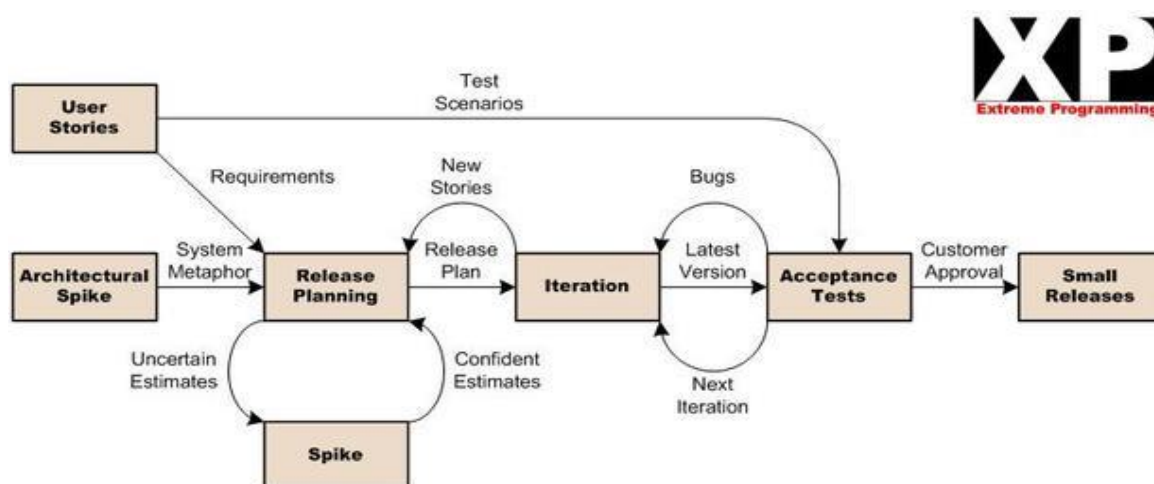 XP
Extreme Programming
Test
Scenarios
User
Stories
Requirements
New
Stories
Bugs
Architectural
Spike
System
Metaphor
Release
Planning
Release
Plan
Iteration
Latest
Version
Acceptance
Tests
Customer
Approval
Small
Releases
Uncertain
Estimates
Confident
Estimates
Next
Iteration
Spike